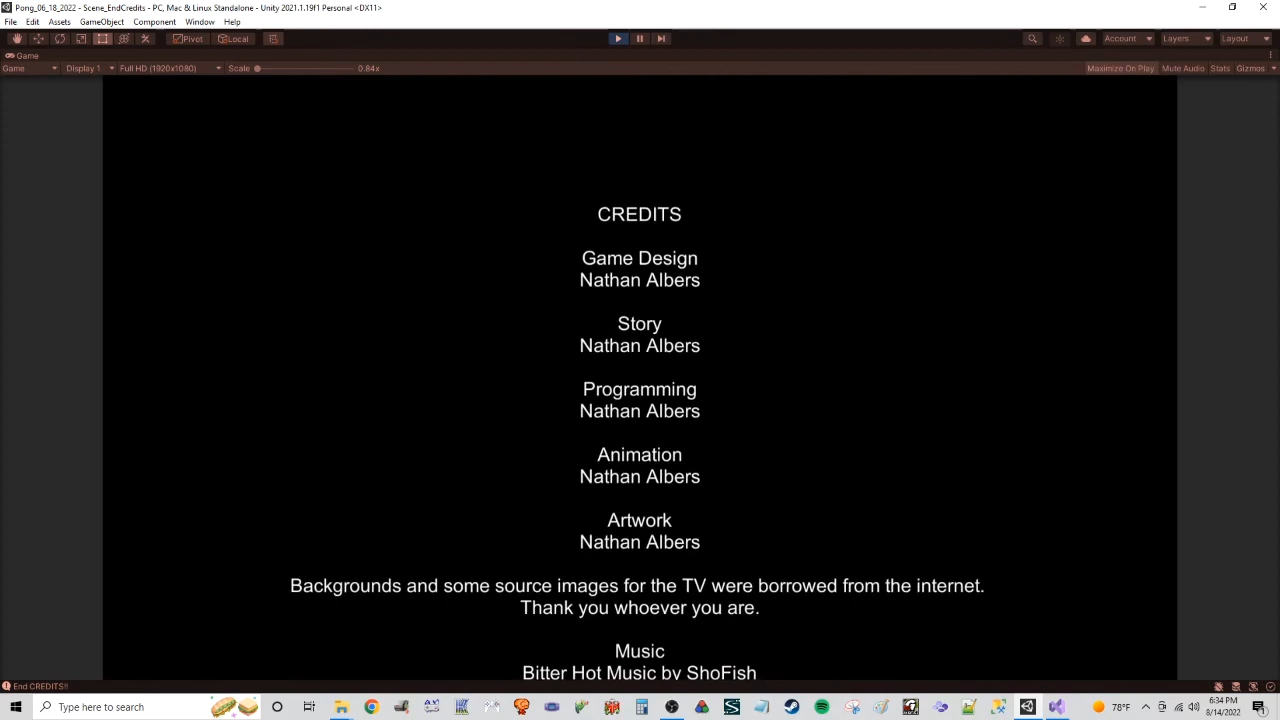 Pong_06_18_2022 - Scene_EndCredits - PC, Mac & Linux Standalone - Unity 2021.1.19f1 Personal <DX11>
File Edit Assets GameObject Component Window Help
Pivot Local Account Layers Layout
Game
Game Display 1 Full HD (1920x1080) Scale 0.84x Maximize On Play Mute Audio Stats Gizmos
CREDITS
Game Design
Nathan Albers
Story
Nathan Albers
Programming
Nathan Albers
Animation
Nathan Albers
Artwork
Nathan Albers
Backgrounds and some source images for the TV were borrowed from the internet.
Thank you whoever you are.
Music
Bitter Hot Music by ShoFish
End CREDITS!!
Type here to search
78°F
6:34 PM
8/14/2022